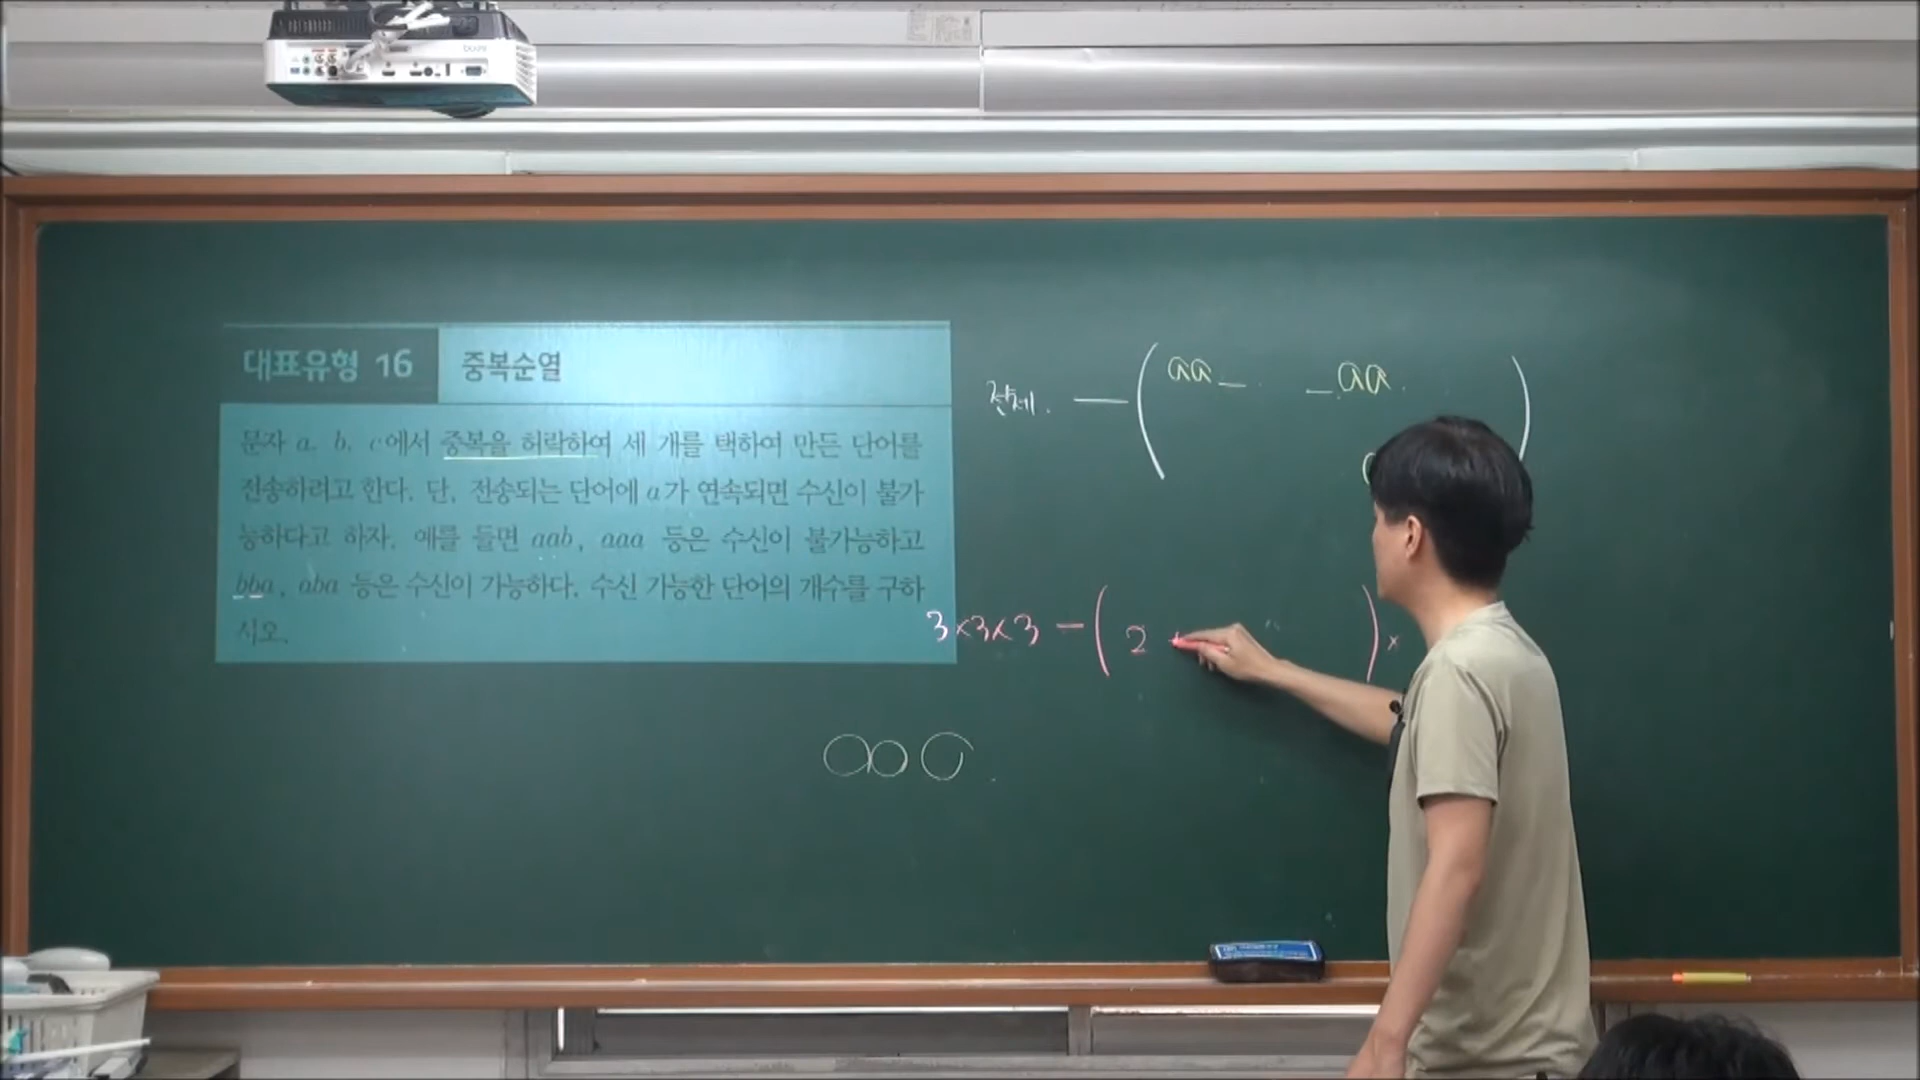 대표유형 16 중복순열
문자 a, b, c에서 중복을 허락하여 세 개를 택하여 만든 단어를
전송하려고 한다. 단, 전송되는 단어에 a가 연속되면 수신이 불가
능하다고 하자. 예를 들면 aab, aaa 등은 수신이 불가능하고
bba, aba 등은 수신이 가능하다. 수신 가능한 단어의 개수를 구하
시오.
전체. — ( aa_ _aa )
3×3×3 - ( 2 + ) ×
BenQ